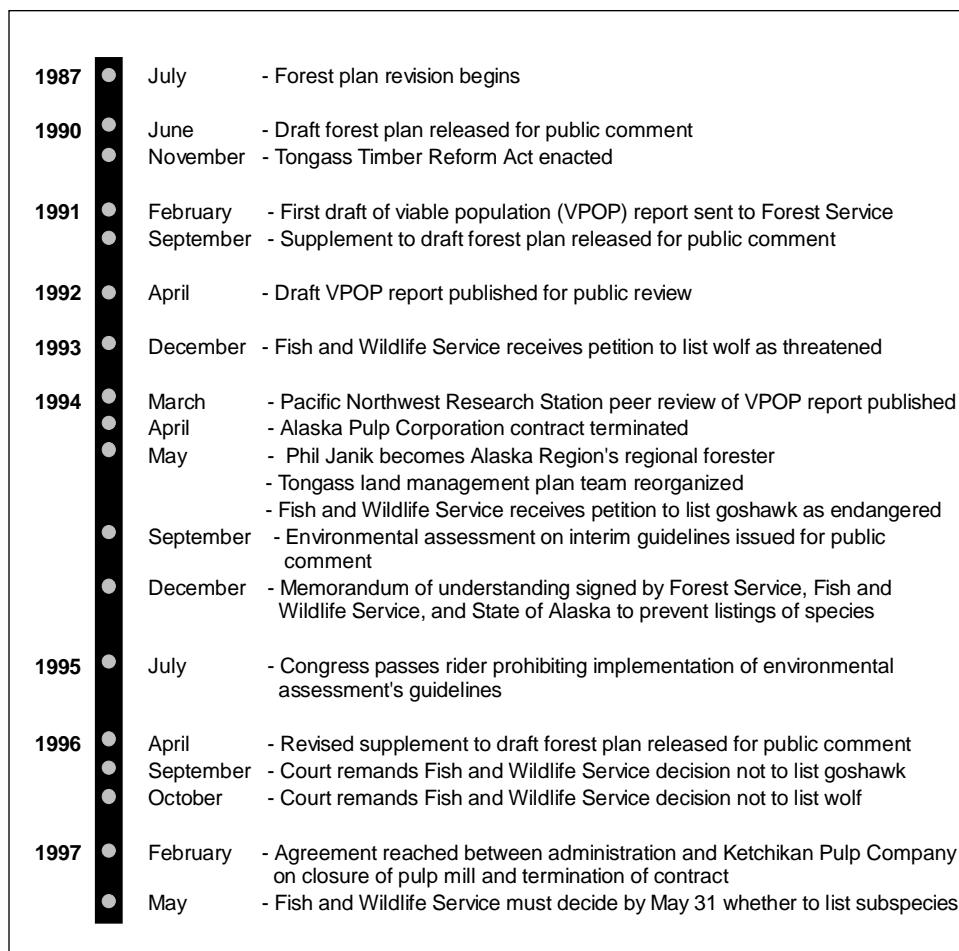 1987 July - Forest plan revision begins
1990 June - Draft forest plan released for public comment
November - Tongass Timber Reform Act enacted
1991 February - First draft of viable population (VPOP) report sent to Forest Service
September - Supplement to draft forest plan released for public comment
1992 April - Draft VPOP report published for public review
1993 December - Fish and Wildlife Service receives petition to list wolf as threatened
1994 March - Pacific Northwest Research Station peer review of VPOP report published
April - Alaska Pulp Corporation contract terminated
May - Phil Janik becomes Alaska Region's regional forester
- Tongass land management plan team reorganized
- Fish and Wildlife Service receives petition to list goshawk as endangered
September - Environmental assessment on interim guidelines issued for public
comment
December - Memorandum of understanding signed by Forest Service, Fish and
Wildlife Service, and State of Alaska to prevent listings of species
1995 July - Congress passes rider prohibiting implementation of environmental
assessment's guidelines
1996 April - Revised supplement to draft forest plan released for public comment
September - Court remands Fish and Wildlife Service decision not to list goshawk
October - Court remands Fish and Wildlife Service decision not to list wolf
1997 February - Agreement reached between administration and Ketchikan Pulp Company
on closure of pulp mill and termination of contract
May - Fish and Wildlife Service must decide by May 31 whether to list subspecies